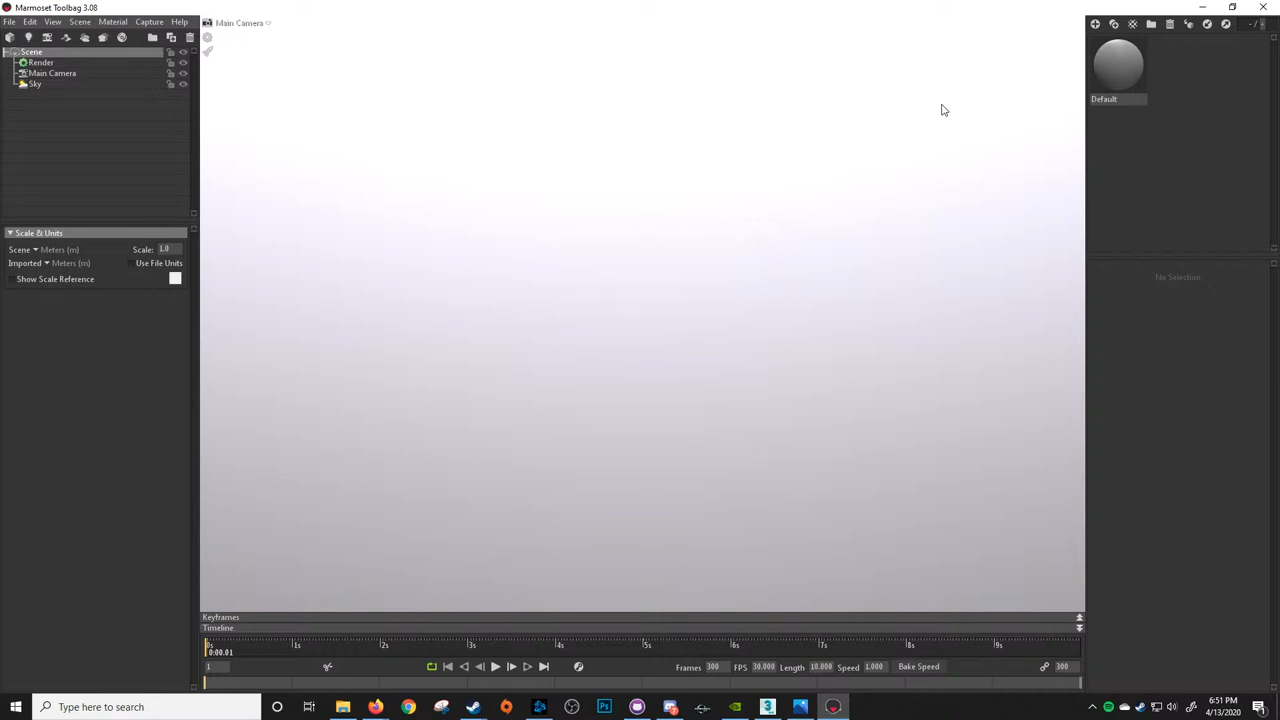 Marmoset Toolbag 3.08
File Edit View Scene Material Capture Help
Main Camera
- /
Scene
Render
Main Camera
Sky
Default
Scale & Units
Scene Meters (m) Scale: 1.0
Imported Meters (m) Use File Units
Show Scale Reference
No Selection
Keyframes
Timeline
0s 1s 2s 3s 4s 5s 6s 7s 8s 9s
0:00.01
1 Frames 300 FPS 30.000 Length 10.000 Speed 1.000 Bake Speed 300
Type here to search
6:51 PM
4/13/2020